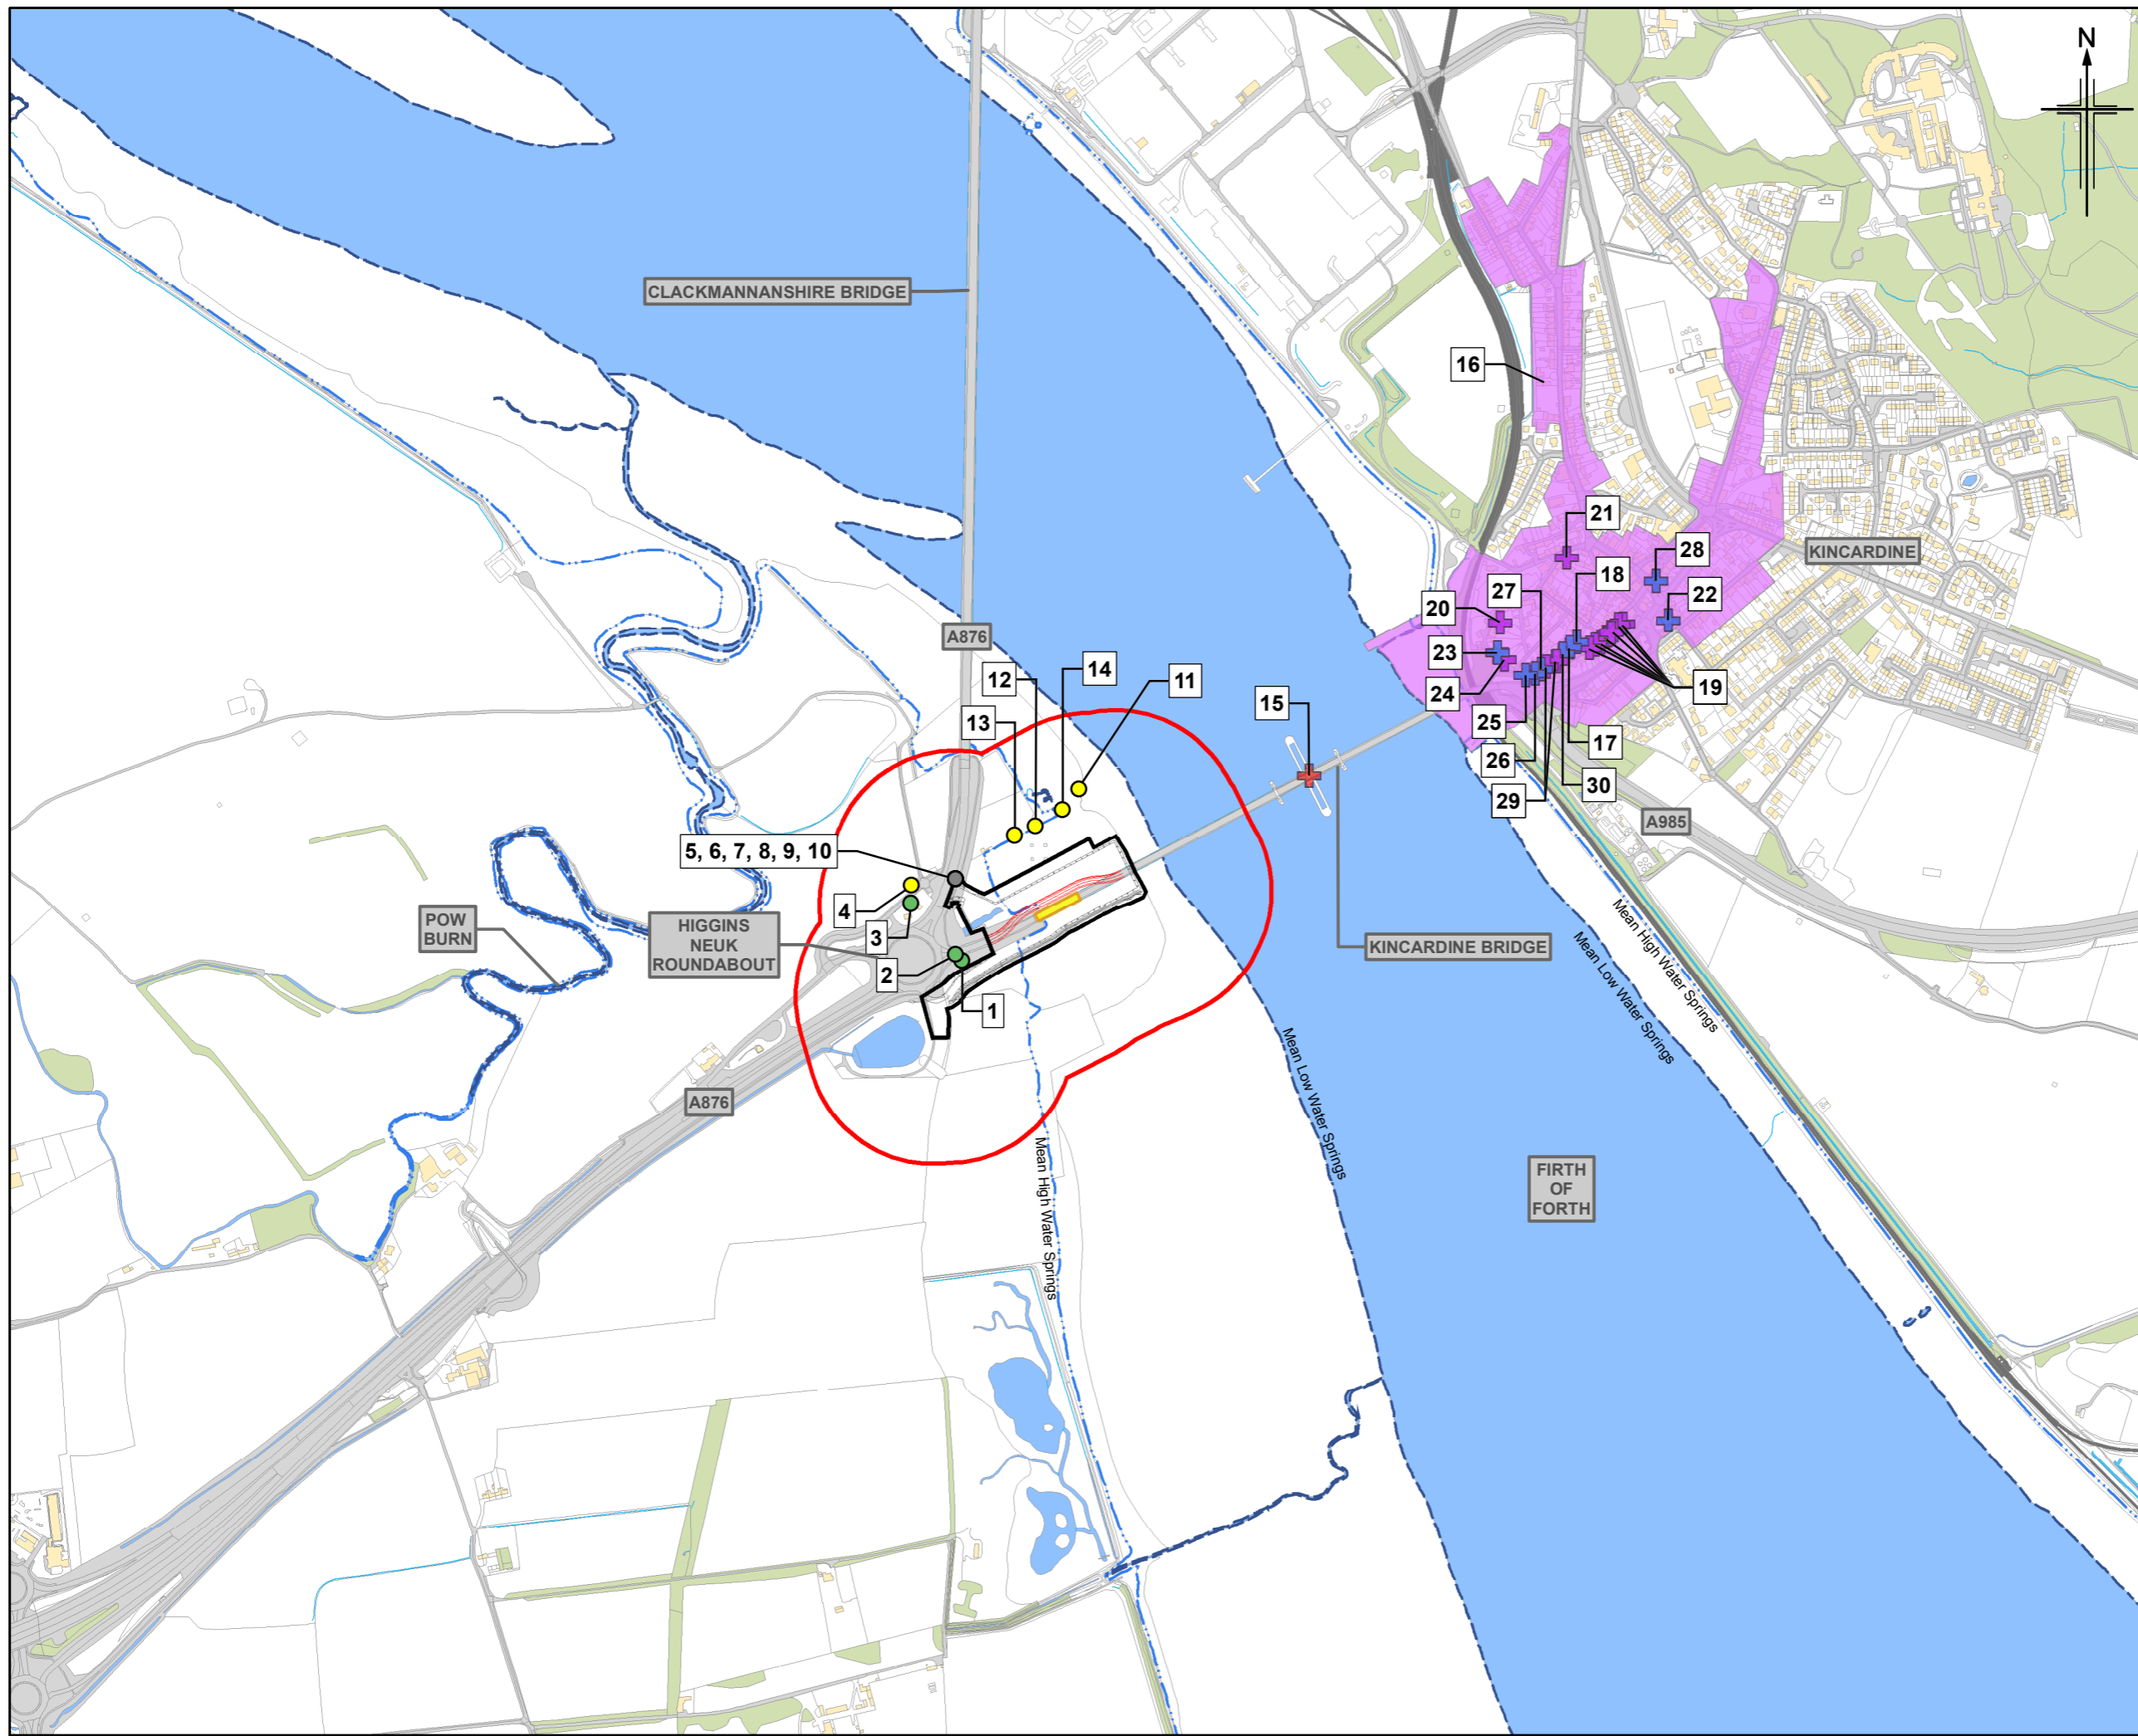 N
CLACKMANNANSHIRE BRIDGE
16
21
28
KINCARDINE
18
27
22
20
A876
23
14
12
11
24
19
15
13
25
17
26
30
29
A985
5, 6, 7, 8, 9, 10
4
POW
BURN
HIGGINS
NEUK
ROUNDABOUT
3
2
1
KINCARDINE BRIDGE
Mean High Water Springs
Mean Low Water Springs
Mean Low Water Springs
A876
Mean High Water Springs
FIRTH
OF
FORTH